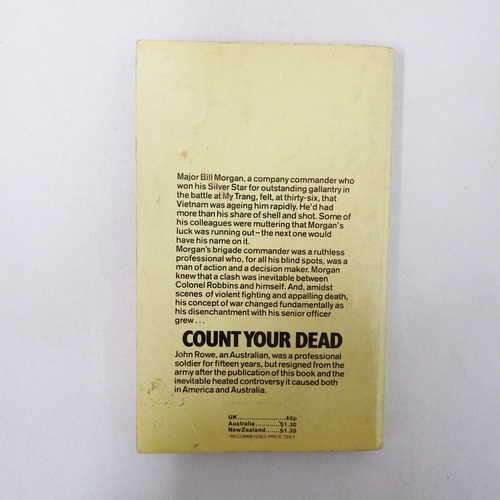 Major Bill Morgan, a company commander who
won his Silver Star for outstanding gallantry in
the battle at My Trang, felt, at thirty-six, that
Vietnam was ageing him rapidly. He'd had
more than his share of shell and shot. Some of
his colleagues were muttering that Morgan's
luck was running out – the next one would
have his name on it.
Morgan's brigade commander was a ruthless
professional who, for all his blind spots, was a
man of action and a decision maker. Morgan
knew that a clash was inevitable between
Colonel Robbins and himself. And, amidst
scenes of violent fighting and appalling death,
his concept of war changed fundamentally as
his disenchantment with his senior officer
grew...
COUNT YOUR DEAD
John Rowe, an Australian, was a professional
soldier for fifteen years, but resigned from the
army after the publication of this book and the
inevitable heated controversy it caused both
in America and Australia.
UK....................40p
Australia...........$1.30
New Zealand......$1.30
*RECOMMENDED PRICE ONLY